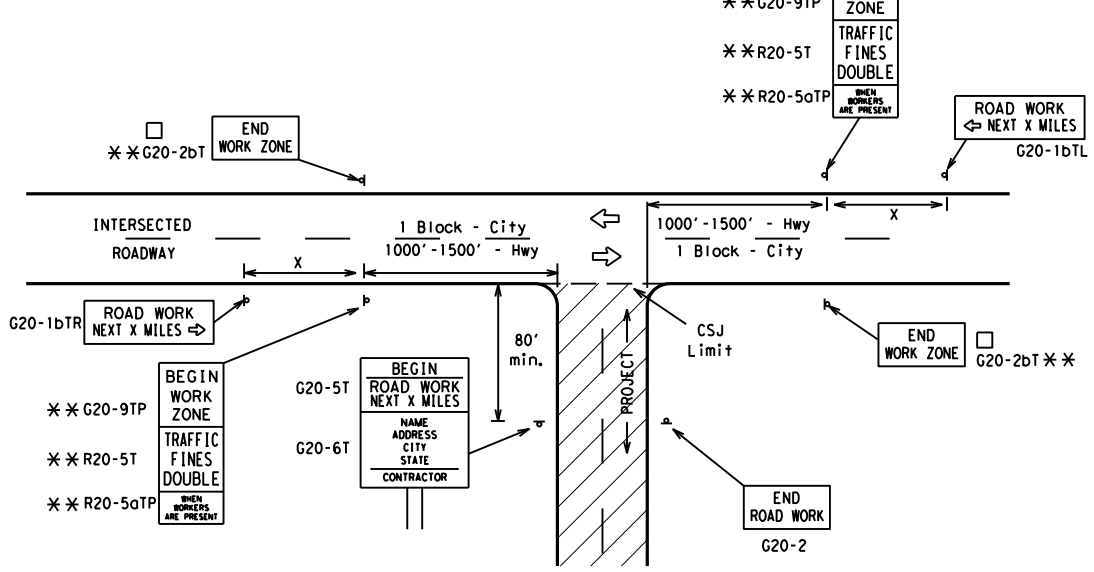 **G20-9TP
ZONE
**R20-5T
TRAFFIC
FINES
DOUBLE
**R20-5aTP
WHEN
WORKERS
ARE PRESENT
ROAD WORK
⇦ NEXT X MILES
G20-1bTL
□
**G20-2bT
END
WORK ZONE
INTERSECTED
ROADWAY
1 Block - City
1000'-1500' - Hwy
1000'-1500' - Hwy
1 Block - City
X
X
G20-1bTR
ROAD WORK
NEXT X MILES ⇨
80'
min.
CSJ
Limit
PROJECT
END
WORK ZONE
□
G20-2bT **
BEGIN
WORK
ZONE
**G20-9TP
TRAFFIC
FINES
DOUBLE
**R20-5T
WHEN
WORKERS
ARE PRESENT
**R20-5aTP
G20-5T
BEGIN
ROAD WORK
NEXT X MILES
G20-6T
NAME
ADDRESS
CITY
STATE
CONTRACTOR
END
ROAD WORK
G20-2